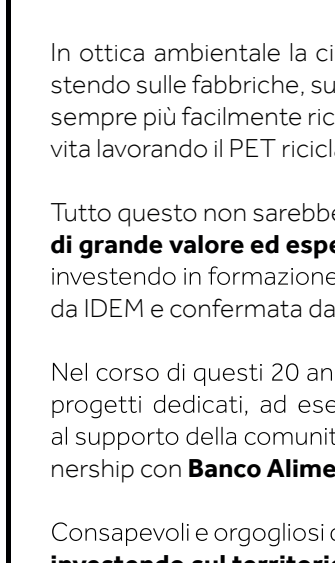 In ottica ambientale la ci
stendo sulle fabbriche, su
sempre più facilmente ric
vita lavorando il PET ricicl
Tutto questo non sarebbe
di grande valore ed espe
investendo in formazione
da IDEM e confermata da
Nel corso di questi 20 an
progetti dedicati, ad ese
al supporto della comunit
nership con Banco Alime
Consapevoli e orgogliosi
investendo sul territorio